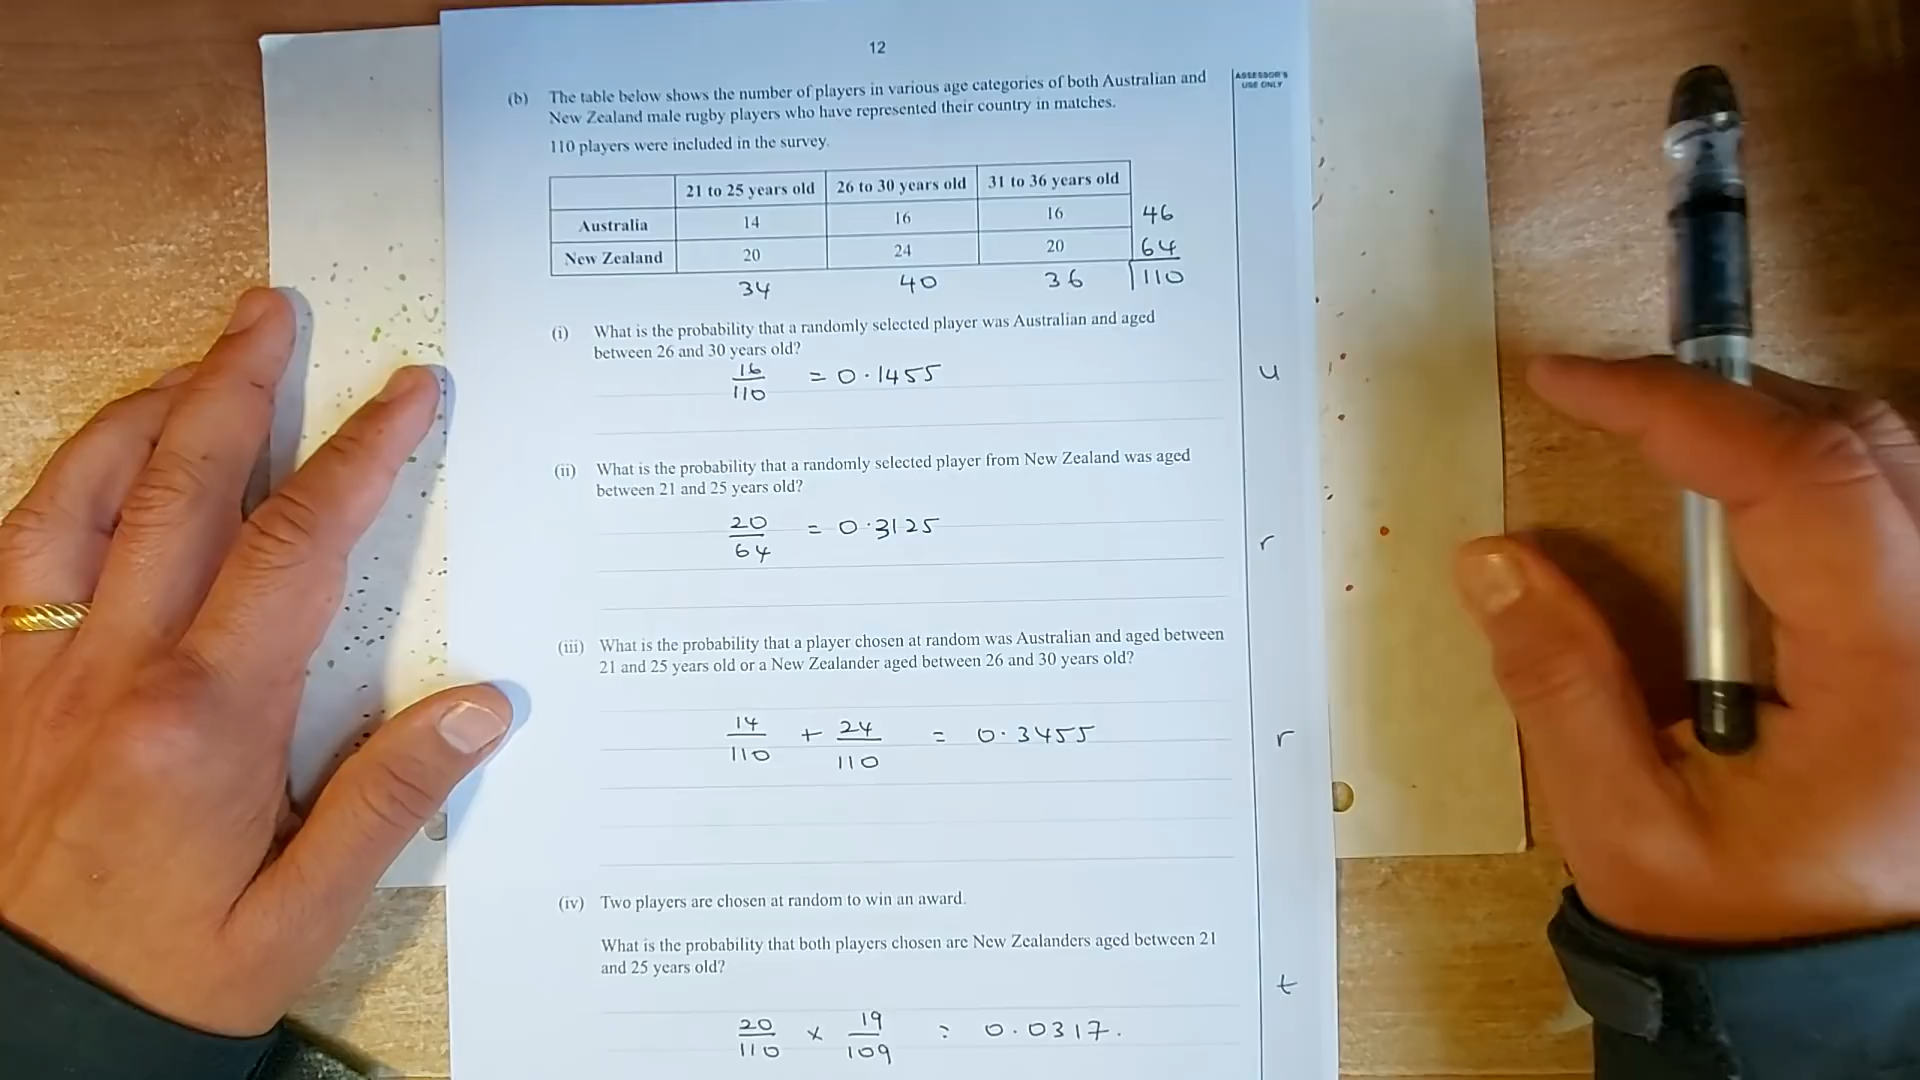 12
ASSESSOR'S
USE ONLY
(b) The table below shows the number of players in various age categories of both Australian and
New Zealand male rugby players who have represented their country in matches.
110 players were included in the survey.
21 to 25 years old 26 to 30 years old 31 to 36 years old
Australia 14 16 16 46
New Zealand 20 24 20 64
34 40 36 110
(i) What is the probability that a randomly selected player was Australian and aged
between 26 and 30 years old?
16/110 = 0.1455
u
(ii) What is the probability that a randomly selected player from New Zealand was aged
between 21 and 25 years old?
20/64 = 0.3125
r
(iii) What is the probability that a player chosen at random was Australian and aged between
21 and 25 years old or a New Zealander aged between 26 and 30 years old?
14/110 + 24/110 = 0.3455
r
(iv) Two players are chosen at random to win an award.
What is the probability that both players chosen are New Zealanders aged between 21
and 25 years old?
t
20/110 x 19/109 = 0.0317.